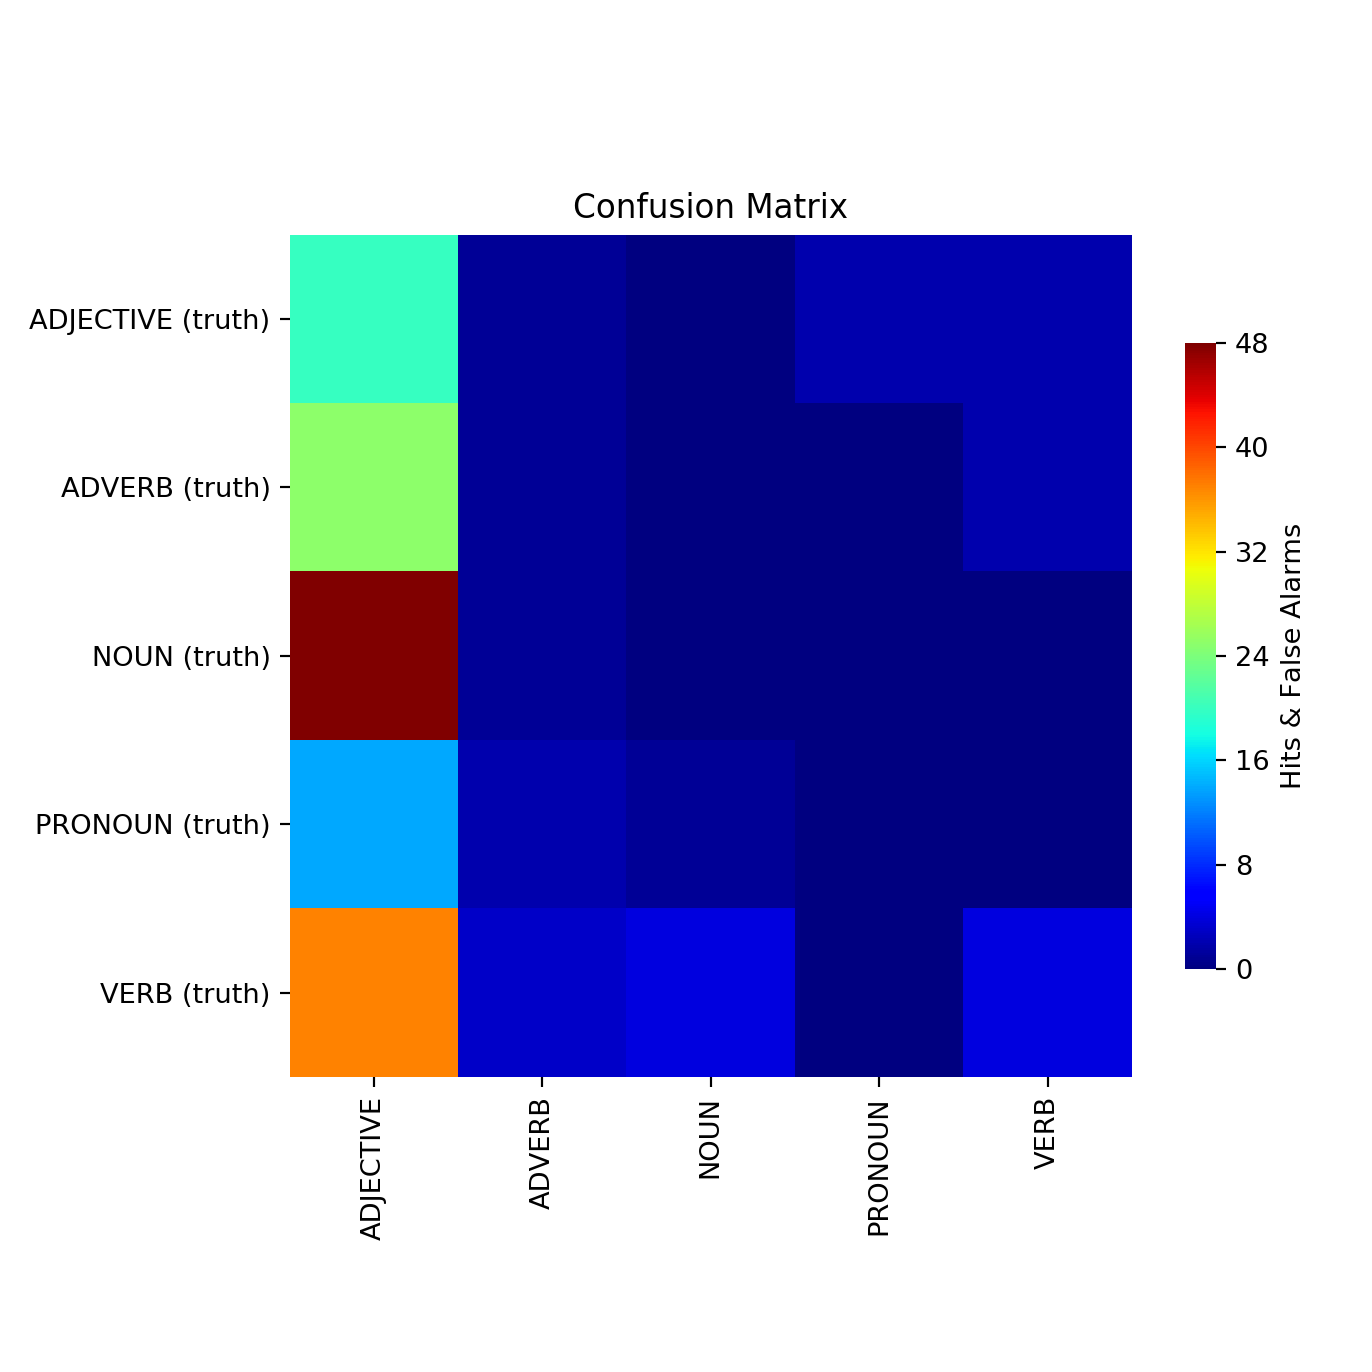 Confusion Matrix
ADJECTIVE (truth)
ADVERB (truth)
NOUN (truth)
PRONOUN (truth)
VERB (truth)
ADJECTIVE
ADVERB
NOUN
PRONOUN
VERB
48
40
32
24
16
8
0
Hits & False Alarms